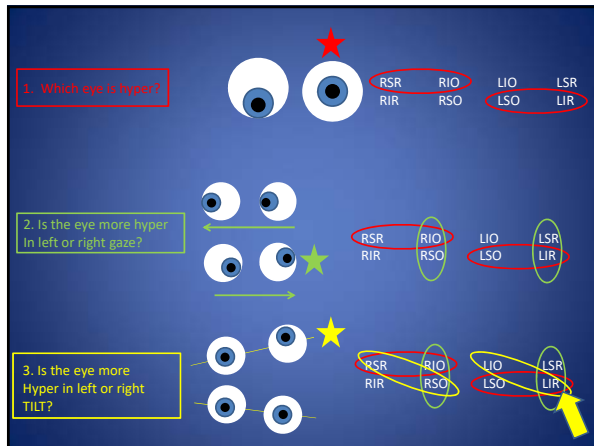 1. Which eye is hyper?
RSR RIO LIO LSR
RIR RSO LSO LIR
2. Is the eye more hyper
In left or right gaze?
RSR RIO LIO LSR
RIR RSO LSO LIR
3. Is the eye more
Hyper in left or right
TILT?
RSR RIO LIO LSR
RIR RSO LSO LIR